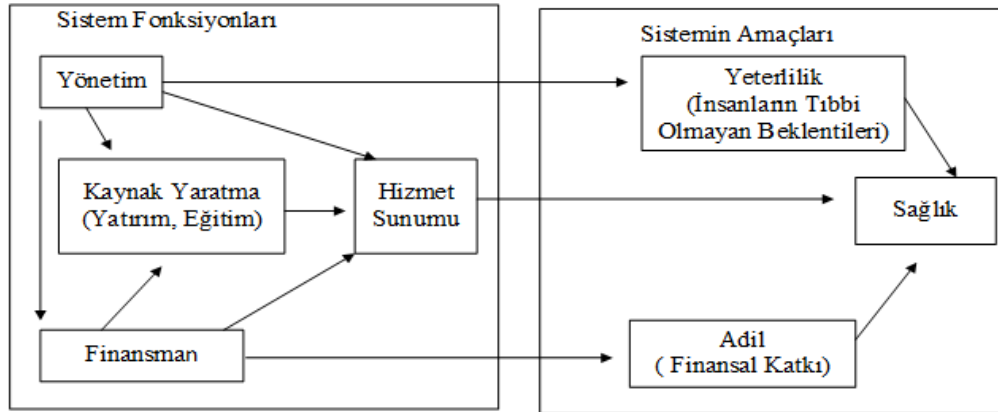 Sistem Fonksiyonları
Yönetim
Kaynak Yaratma
(Yatırım, Eğitim)
Hizmet
Sunumu
Finansman
Sistemin Amaçları
Yeterlilik
(İnsanların Tıbbi
Olmayan Beklentileri)
Sağlık
Adil
( Finansal Katkı)